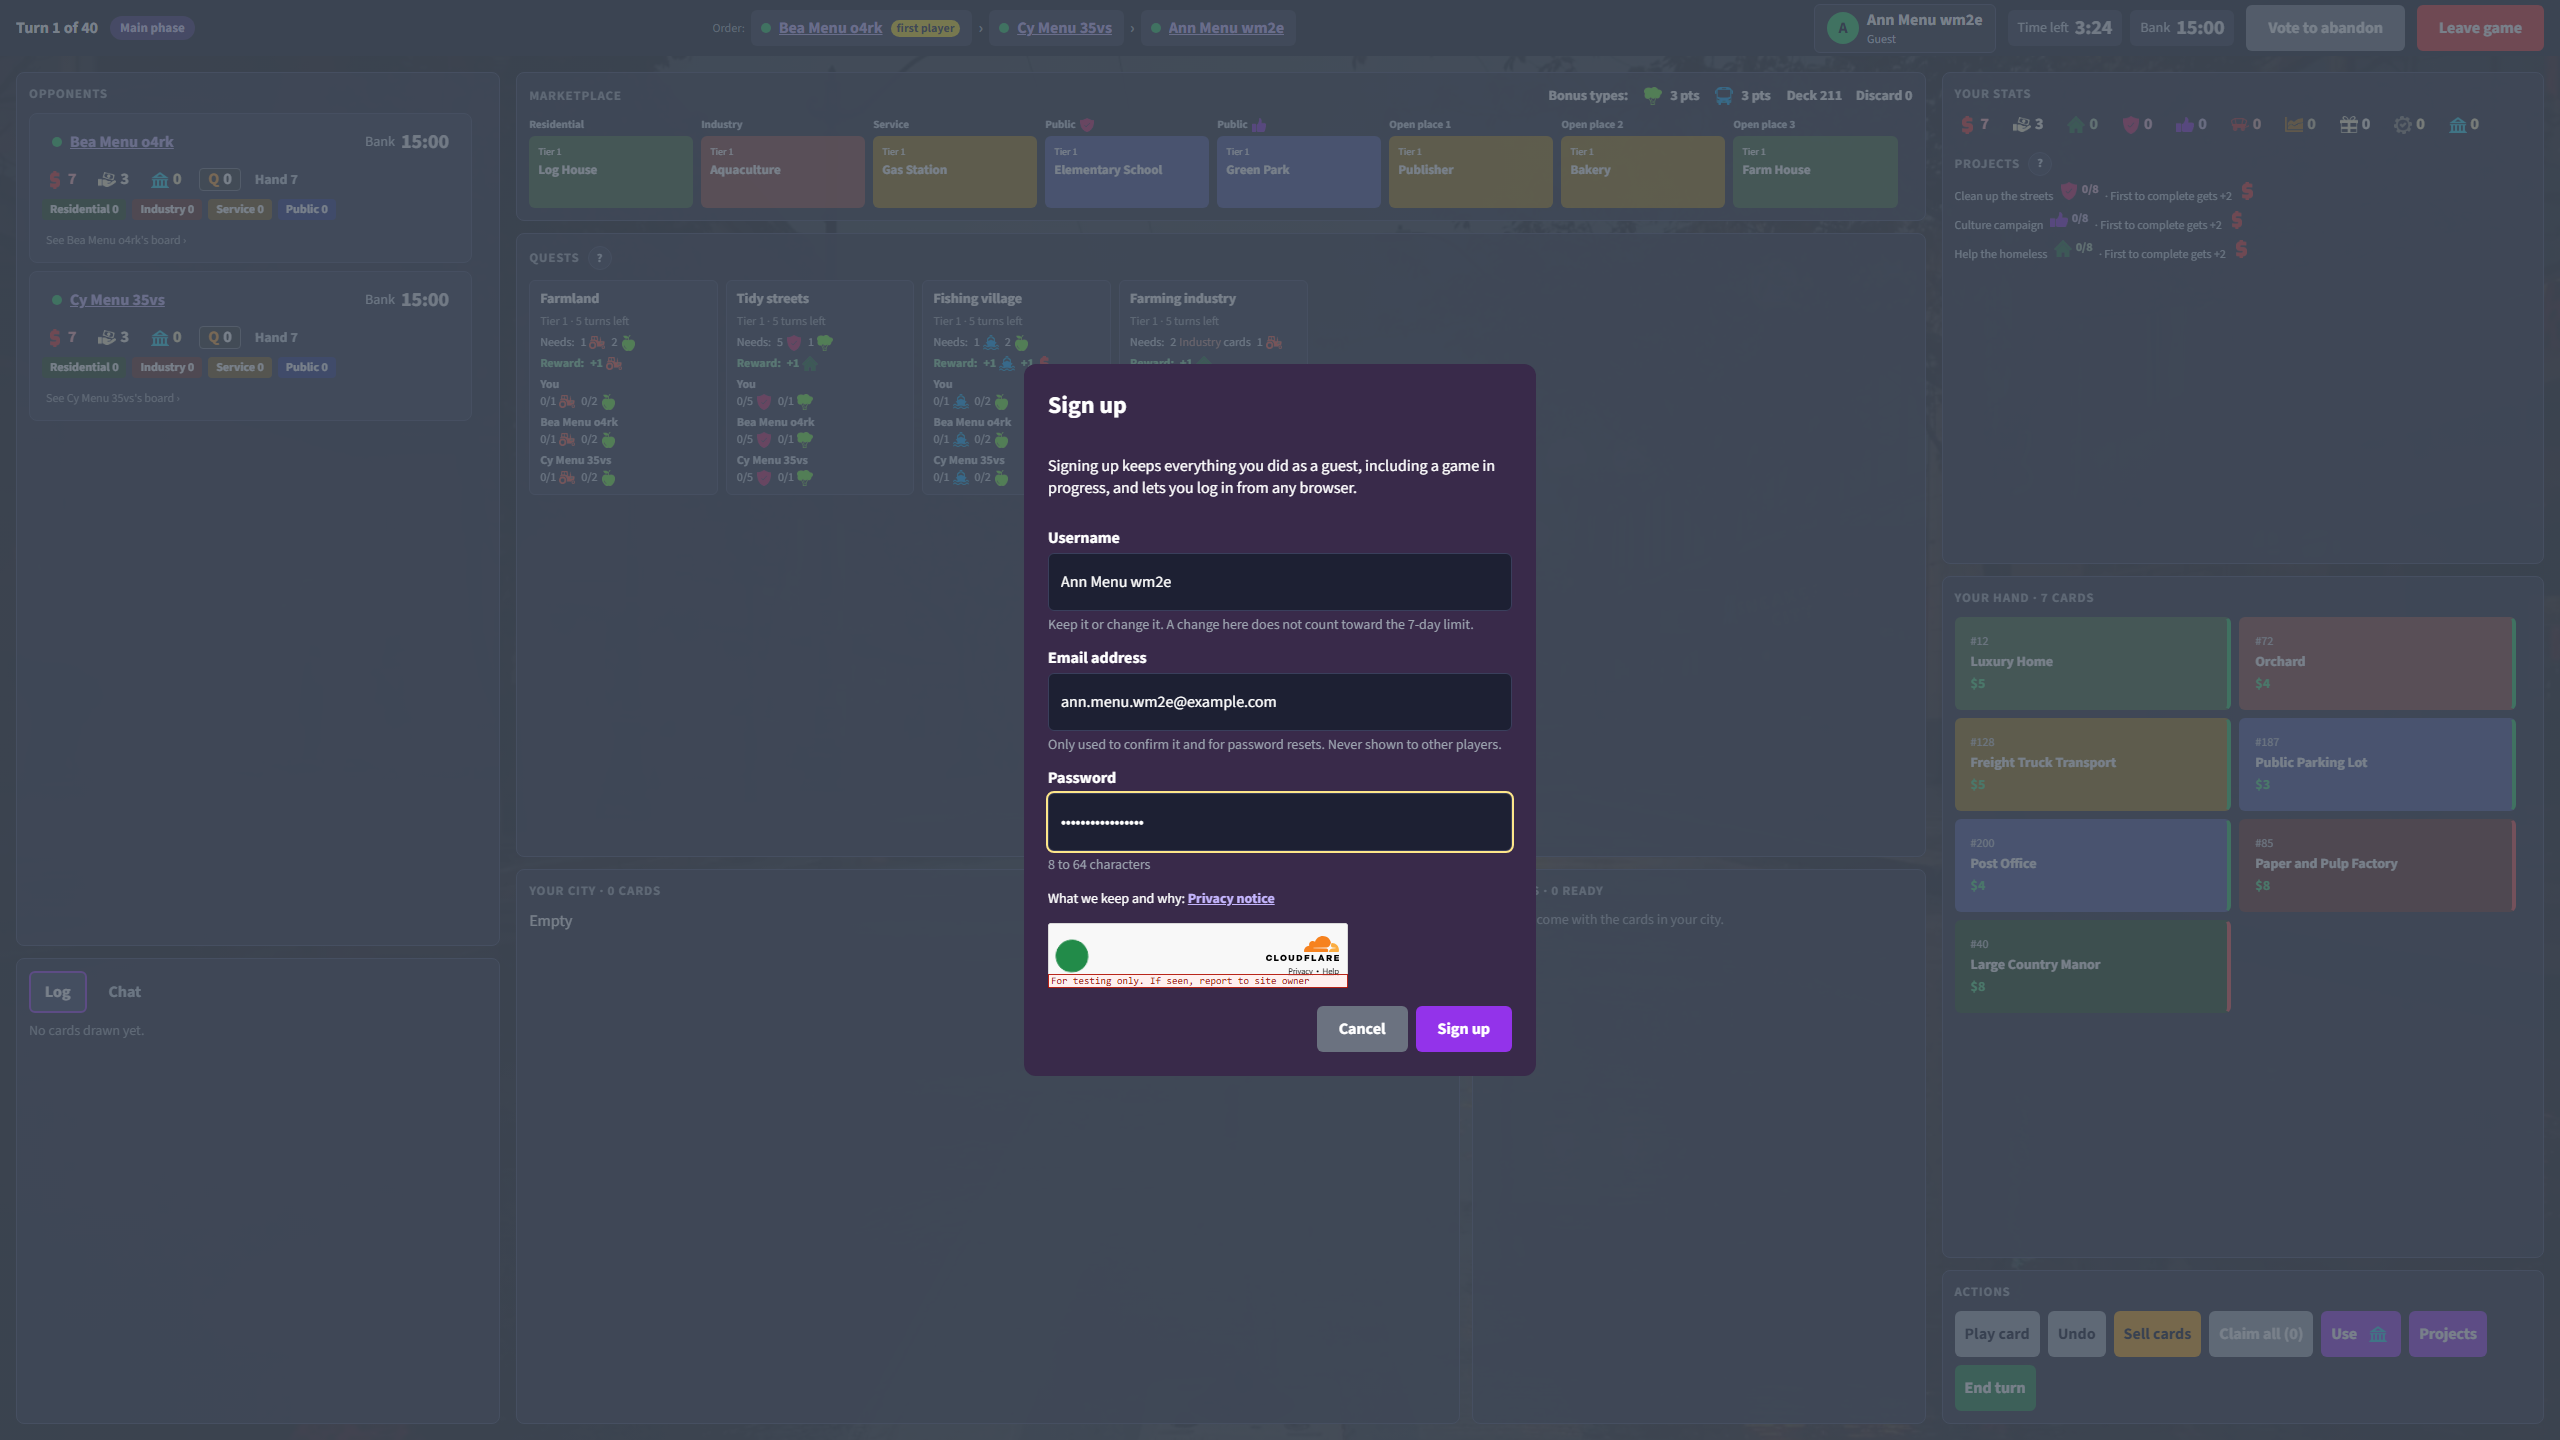 Turn 1 of 40 Main phase
Order: Bea Menu o4rk first player › Cy Menu 35vs › Ann Menu wm2e
A Ann Menu wm2e
Guest
Time left 3:24 Bank 15:00 Vote to abandon Leave game
OPPONENTS
Bea Menu o4rk Bank 15:00
$ 7 3 0 Q 0 Hand 7
Residential 0 Industry 0 Service 0 Public 0
See Bea Menu o4rk's board ›
Cy Menu 35vs Bank 15:00
$ 7 3 0 Q 0 Hand 7
Residential 0 Industry 0 Service 0 Public 0
See Cy Menu 35vs's board ›
Log Chat
No cards drawn yet.
MARKETPLACE
Bonus types: 3 pts 3 pts Deck 211 Discard 0
Residential Industry Service Public Public Open place 1 Open place 2 Open place 3
Tier 1 Tier 1 Tier 1 Tier 1 Tier 1 Tier 1 Tier 1 Tier 1
Log House Aquaculture Gas Station Elementary School Green Park Publisher Bakery Farm House
QUESTS ?
Farmland
Tier 1 · 5 turns left
Needs: 1 2
Reward: +1
You
0/1 0/2
Bea Menu o4rk
0/1 0/2
Cy Menu 35vs
0/1 0/2
Tidy streets
Tier 1 · 5 turns left
Needs: 5 1
Reward: +1
You
0/5 0/1
Bea Menu o4rk
0/5 0/1
Cy Menu 35vs
0/5 0/1
Fishing village
Tier 1 · 5 turns left
Needs: 1 2
Reward: +1 +1
You
0/1 0/2
Bea Menu o4rk
0/1 0/2
Cy Menu 35vs
0/1 0/2
Farming industry
Tier 1 · 5 turns left
Needs: 2 Industry cards 1
Reward: +1
Sign up
Signing up keeps everything you did as a guest, including a game in
progress, and lets you log in from any browser.
Username
Ann Menu wm2e
Keep it or change it. A change here does not count toward the 7-day limit.
Email address
ann.menu.wm2e@example.com
Only used to confirm it and for password resets. Never shown to other players.
Password
8 to 64 characters
What we keep and why: Privacy notice
CLOUDFLARE
Privacy • Help
For testing only. If seen, report to site owner
Cancel Sign up
YOUR CITY · 0 CARDS
Empty
· 0 READY
come with the cards in your city.
YOUR STATS
$ 7 3 0 0 0 0 0 0 0 0
PROJECTS ?
Clean up the streets 0/8 · First to complete gets +2 $
Culture campaign 0/8 · First to complete gets +2 $
Help the homeless 0/8 · First to complete gets +2 $
YOUR HAND · 7 CARDS
#12
Luxury Home
$5
#72
Orchard
$4
#128
Freight Truck Transport
$5
#187
Public Parking Lot
$3
#200
Post Office
$4
#85
Paper and Pulp Factory
$8
#40
Large Country Manor
$8
ACTIONS
Play card Undo Sell cards Claim all (0) Use Projects
End turn